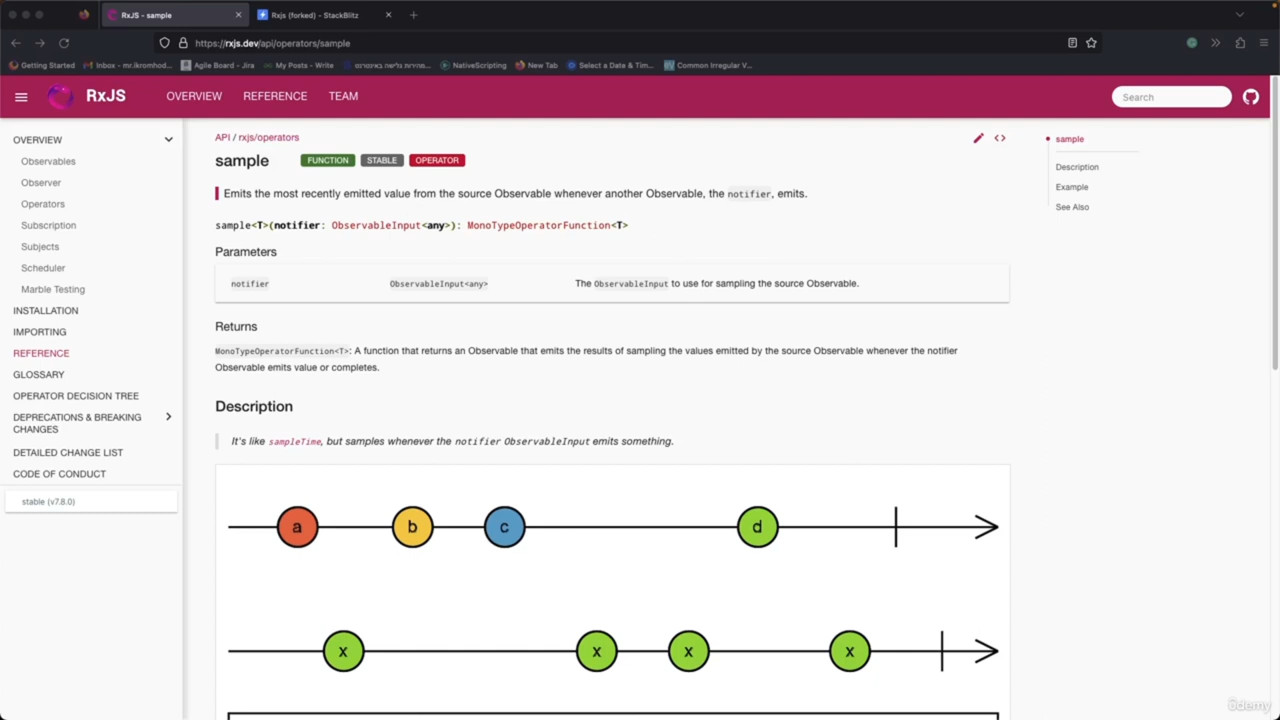 RxJS - sample
Rxjs (forked) - StackBlitz
https://rxjs.dev/api/operators/sample
Getting Started
Inbox - mr.ikromhod...
Agile Board - Jira
My Posts - Write
NativeScripting
New Tab
Select a Date & Tim...
Common Irregular V...
RxJS
OVERVIEW
REFERENCE
TEAM
Search
OVERVIEW
Observables
Observer
Operators
Subscription
Subjects
Scheduler
Marble Testing
INSTALLATION
IMPORTING
REFERENCE
GLOSSARY
OPERATOR DECISION TREE
DEPRECATIONS & BREAKING
CHANGES
DETAILED CHANGE LIST
CODE OF CONDUCT
stable (v7.8.0)
API / rxjs/operators
sample FUNCTION STABLE OPERATOR
Emits the most recently emitted value from the source Observable whenever another Observable, the notifier, emits.
sample<T>(notifier: ObservableInput<any>): MonoTypeOperatorFunction<T>
Parameters
notifier ObservableInput<any> The ObservableInput to use for sampling the source Observable.
Returns
MonoTypeOperatorFunction<T>: A function that returns an Observable that emits the results of sampling the values emitted by the source Observable whenever the notifier
Observable emits value or completes.
Description
It's like sampleTime, but samples whenever the notifier ObservableInput emits something.
a b c d
x x x x
sample
Description
Example
See Also
ûdemy